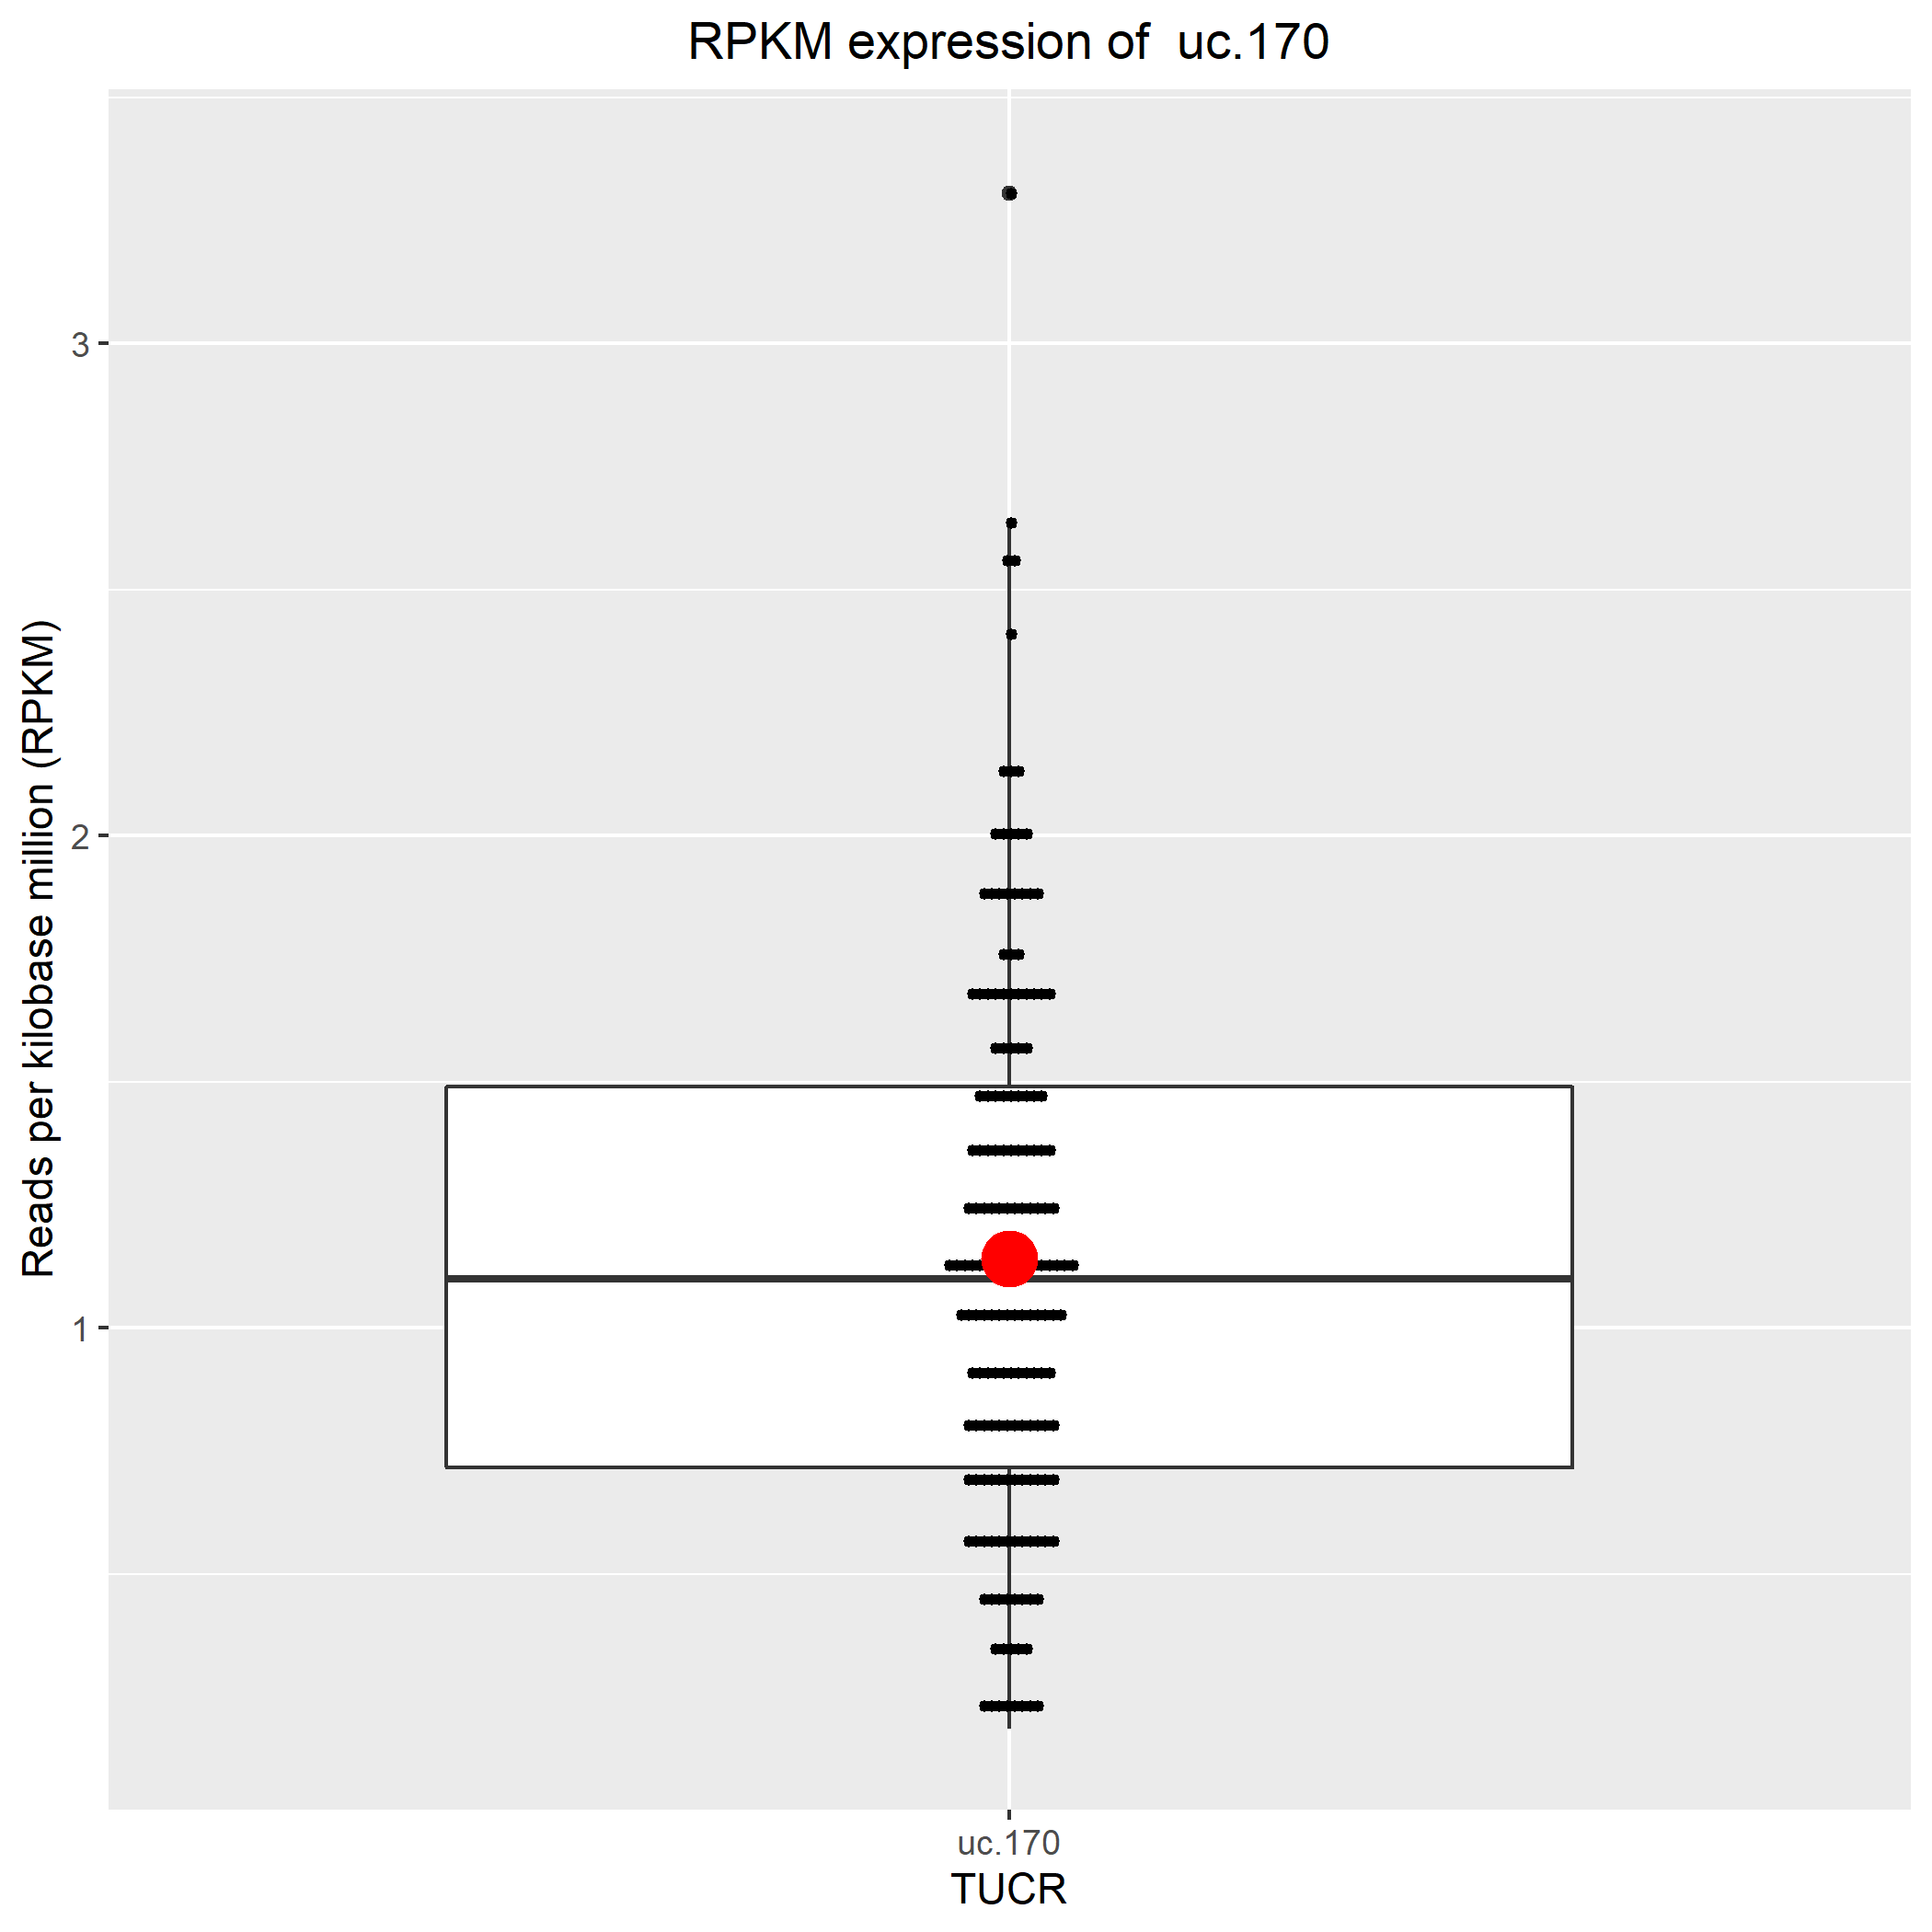 RPKM expression of  uc.170
Reads per kilobase million (RPKM)
3
2
1
uc.170
TUCR